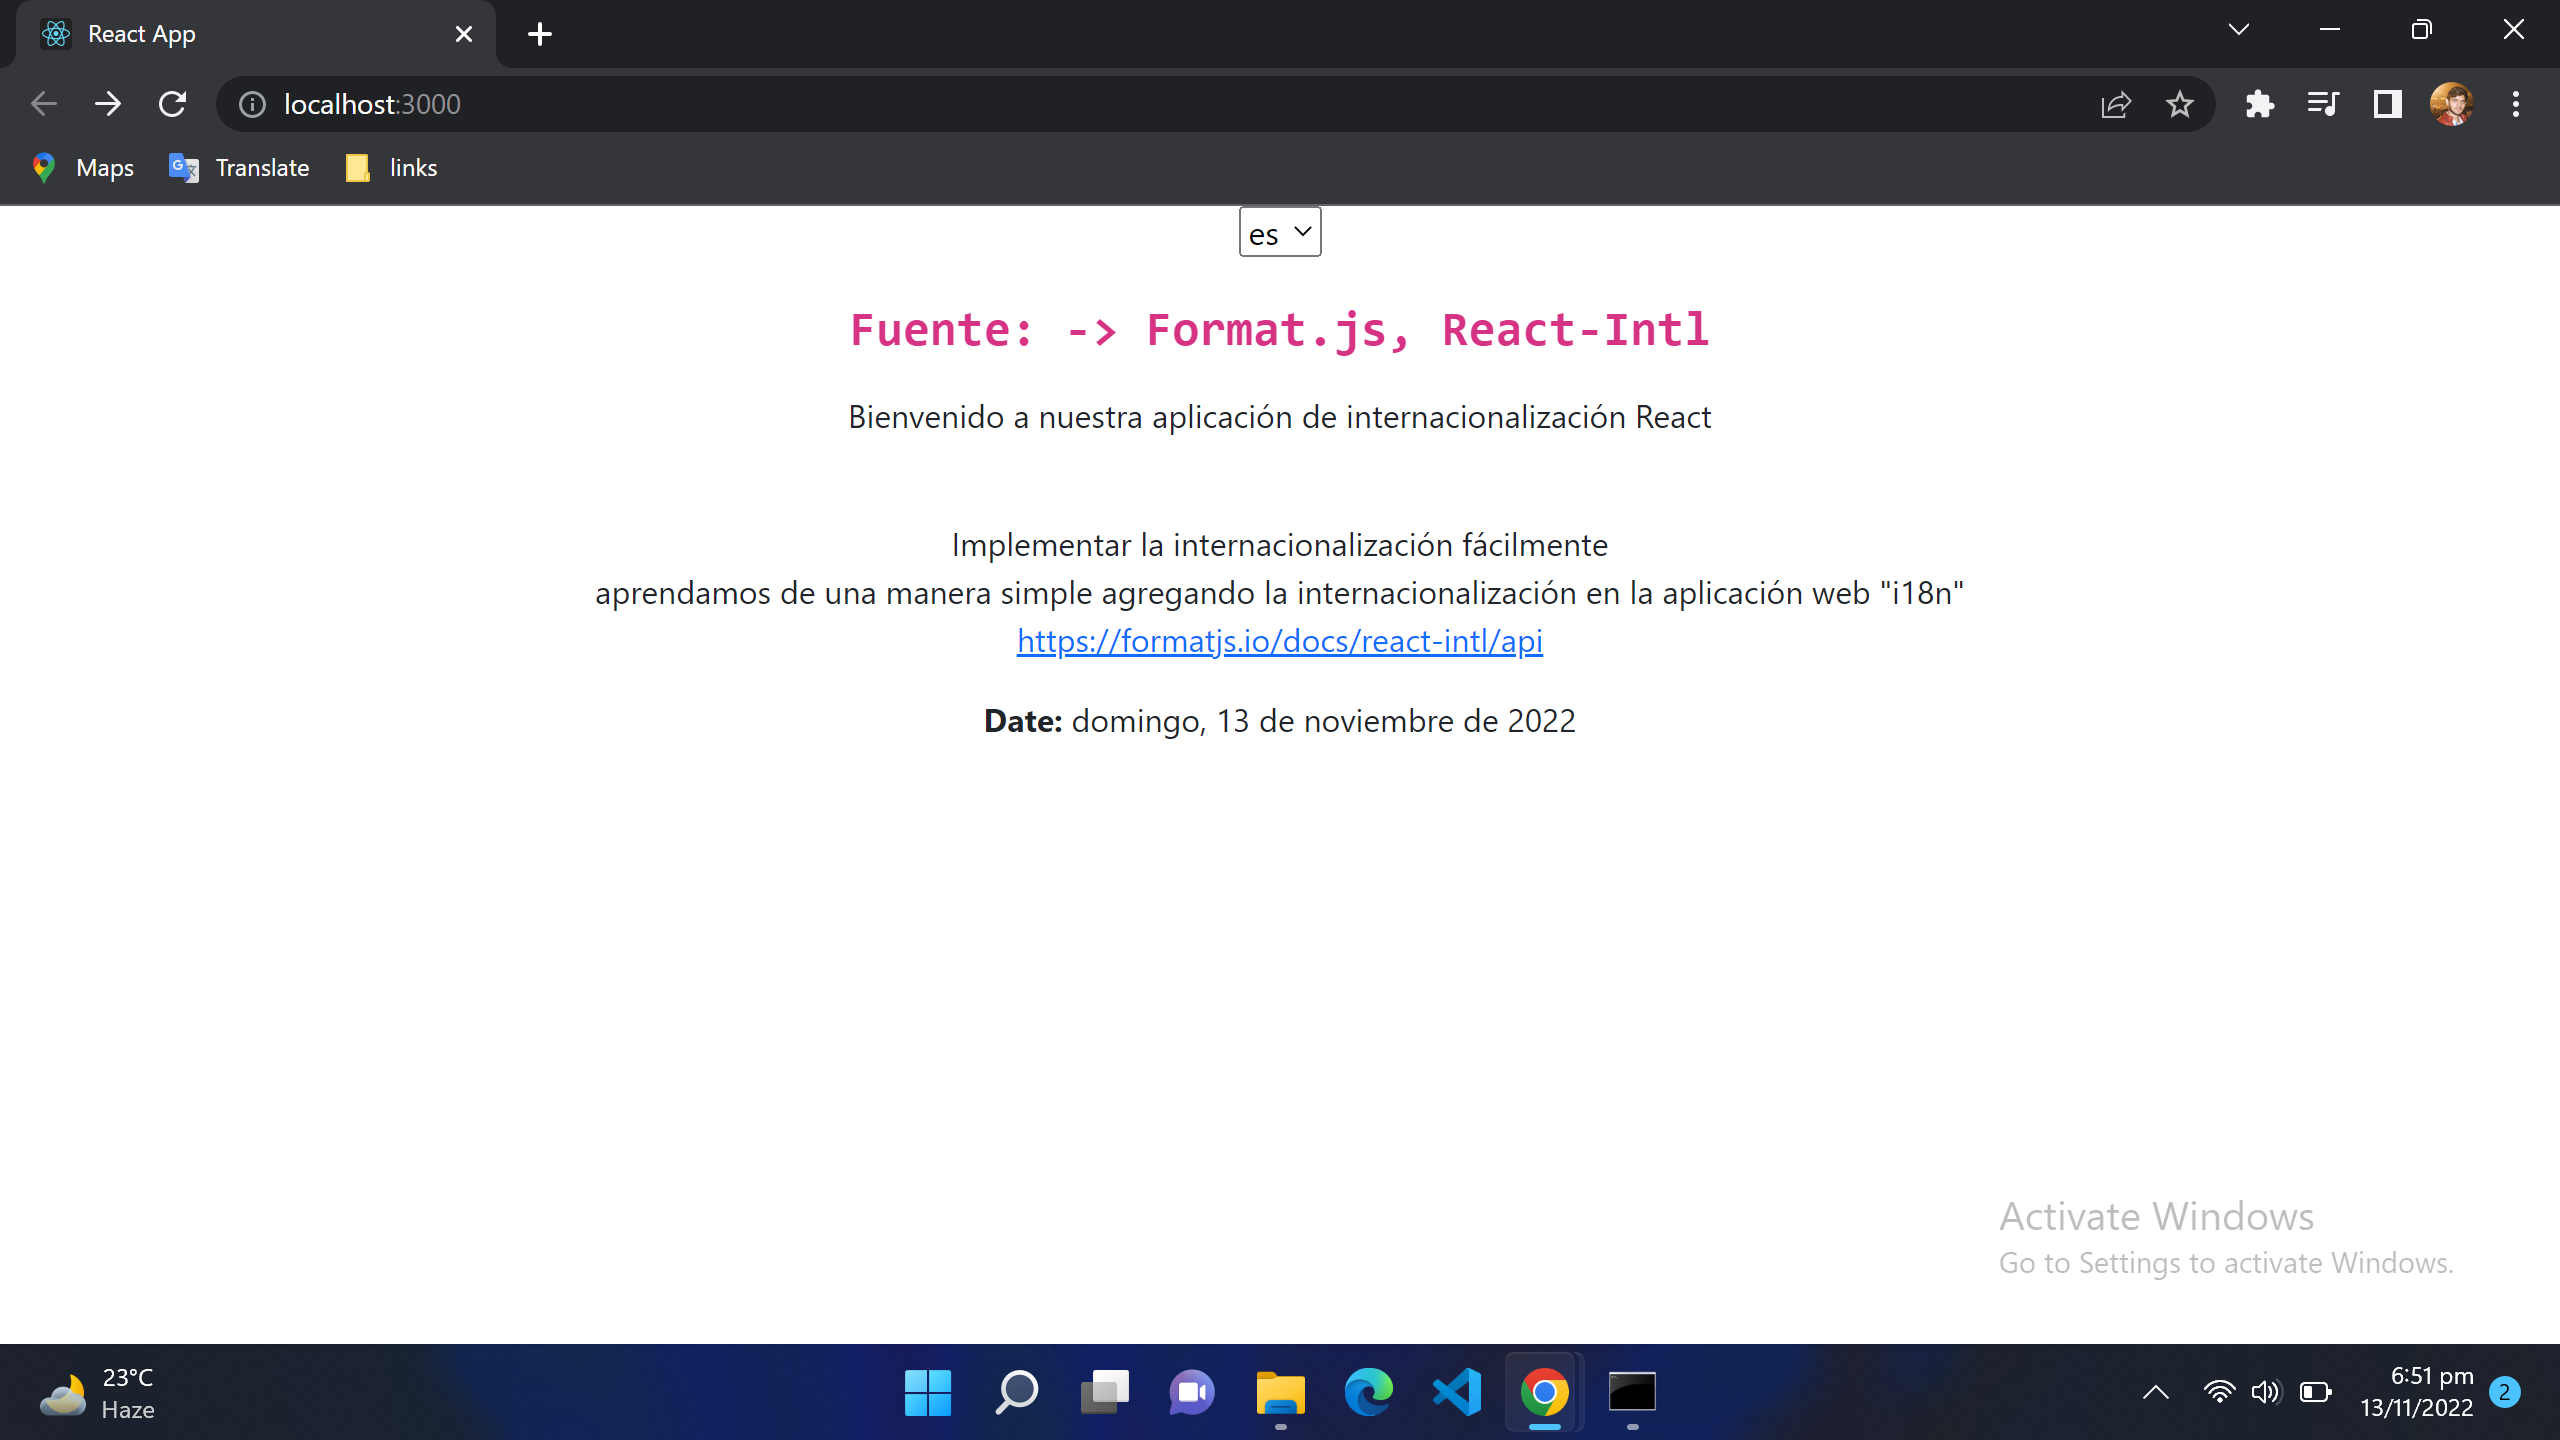 React App
localhost:3000
Maps
Translate
links
es
Fuente: -> Format.js, React-Intl
Bienvenido a nuestra aplicación de internacionalización React
Implementar la internacionalización fácilmente
aprendamos de una manera simple agregando la internacionalización en la aplicación web "i18n"
https://formatjs.io/docs/react-intl/api
Date: domingo, 13 de noviembre de 2022
Activate Windows
Go to Settings to activate Windows.
23°C
Haze
6:51 pm
13/11/2022
2